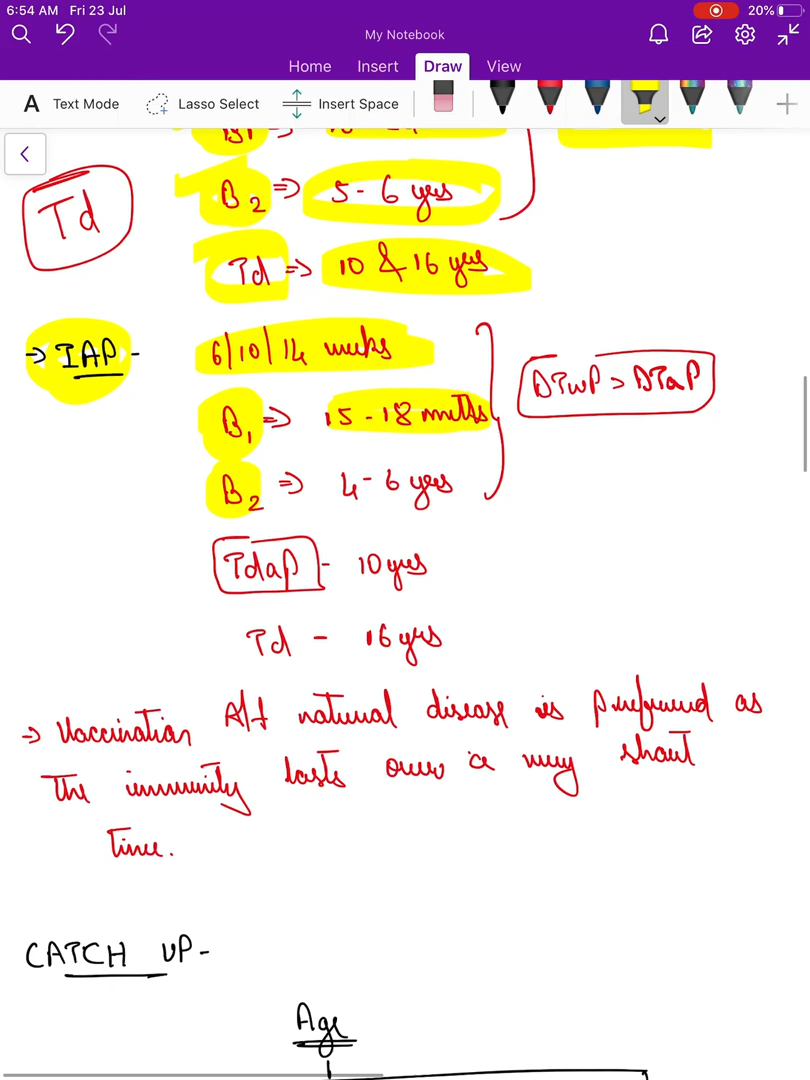 6:54 AM Fri 23 Jul 20%
My Notebook
Home Insert Draw View
A Text Mode Lasso Select Insert Space
B2 => 5 - 6 yrs
Td
Td => 10 & 16 yrs
-> IAP - 6/10/14 weeks
DTwP > DTaP
B1 => 15 - 18 mnths
B2 => 4 - 6 yrs
Tdap - 10 yrs
Td - 16 yrs
-> Vaccination Aft natural disease is preferred as
the immunity lasts over a very short
time.
CATCH UP -
Age